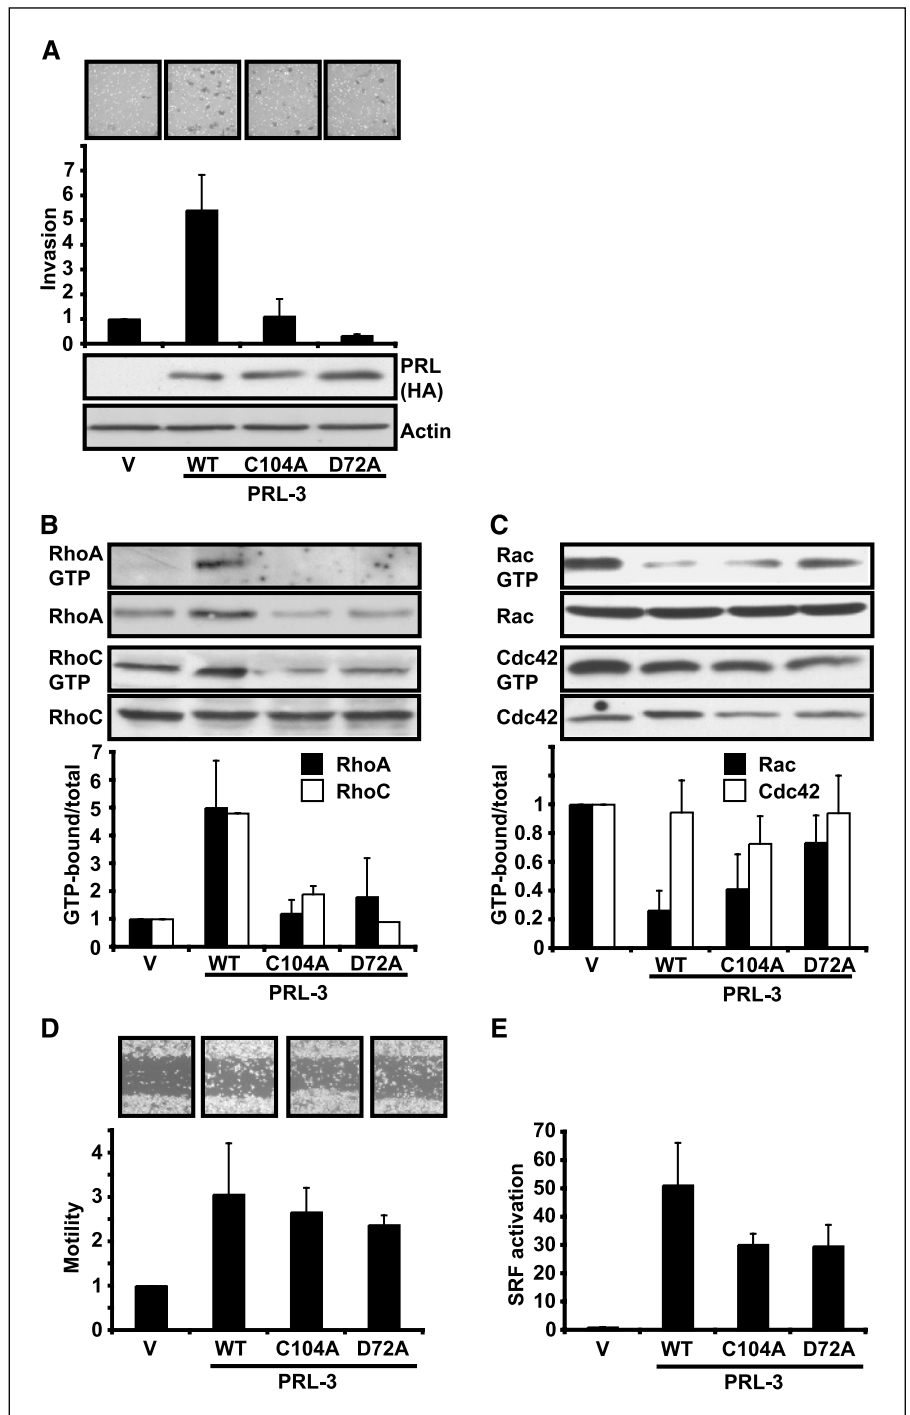 A
7
6
5
4
3
2
1
0
Invasion
PRL
(HA)
Actin
V WT C104A D72A
PRL-3
B
RhoA
GTP
RhoA
RhoC
GTP
RhoC
7
6
5
4
3
2
1
0
GTP-bound/total
RhoA
RhoC
V WT C104A D72A
PRL-3
C
Rac
GTP
Rac
Cdc42
GTP
Cdc42
1
0.8
0.6
0.4
0.2
0
GTP-bound/total
Rac
Cdc42
V WT C104A D72A
PRL-3
D
4
3
2
1
0
Motility
V WT C104A D72A
PRL-3
E
70
60
50
40
30
20
10
0
SRF activation
V WT C104A D72A
PRL-3